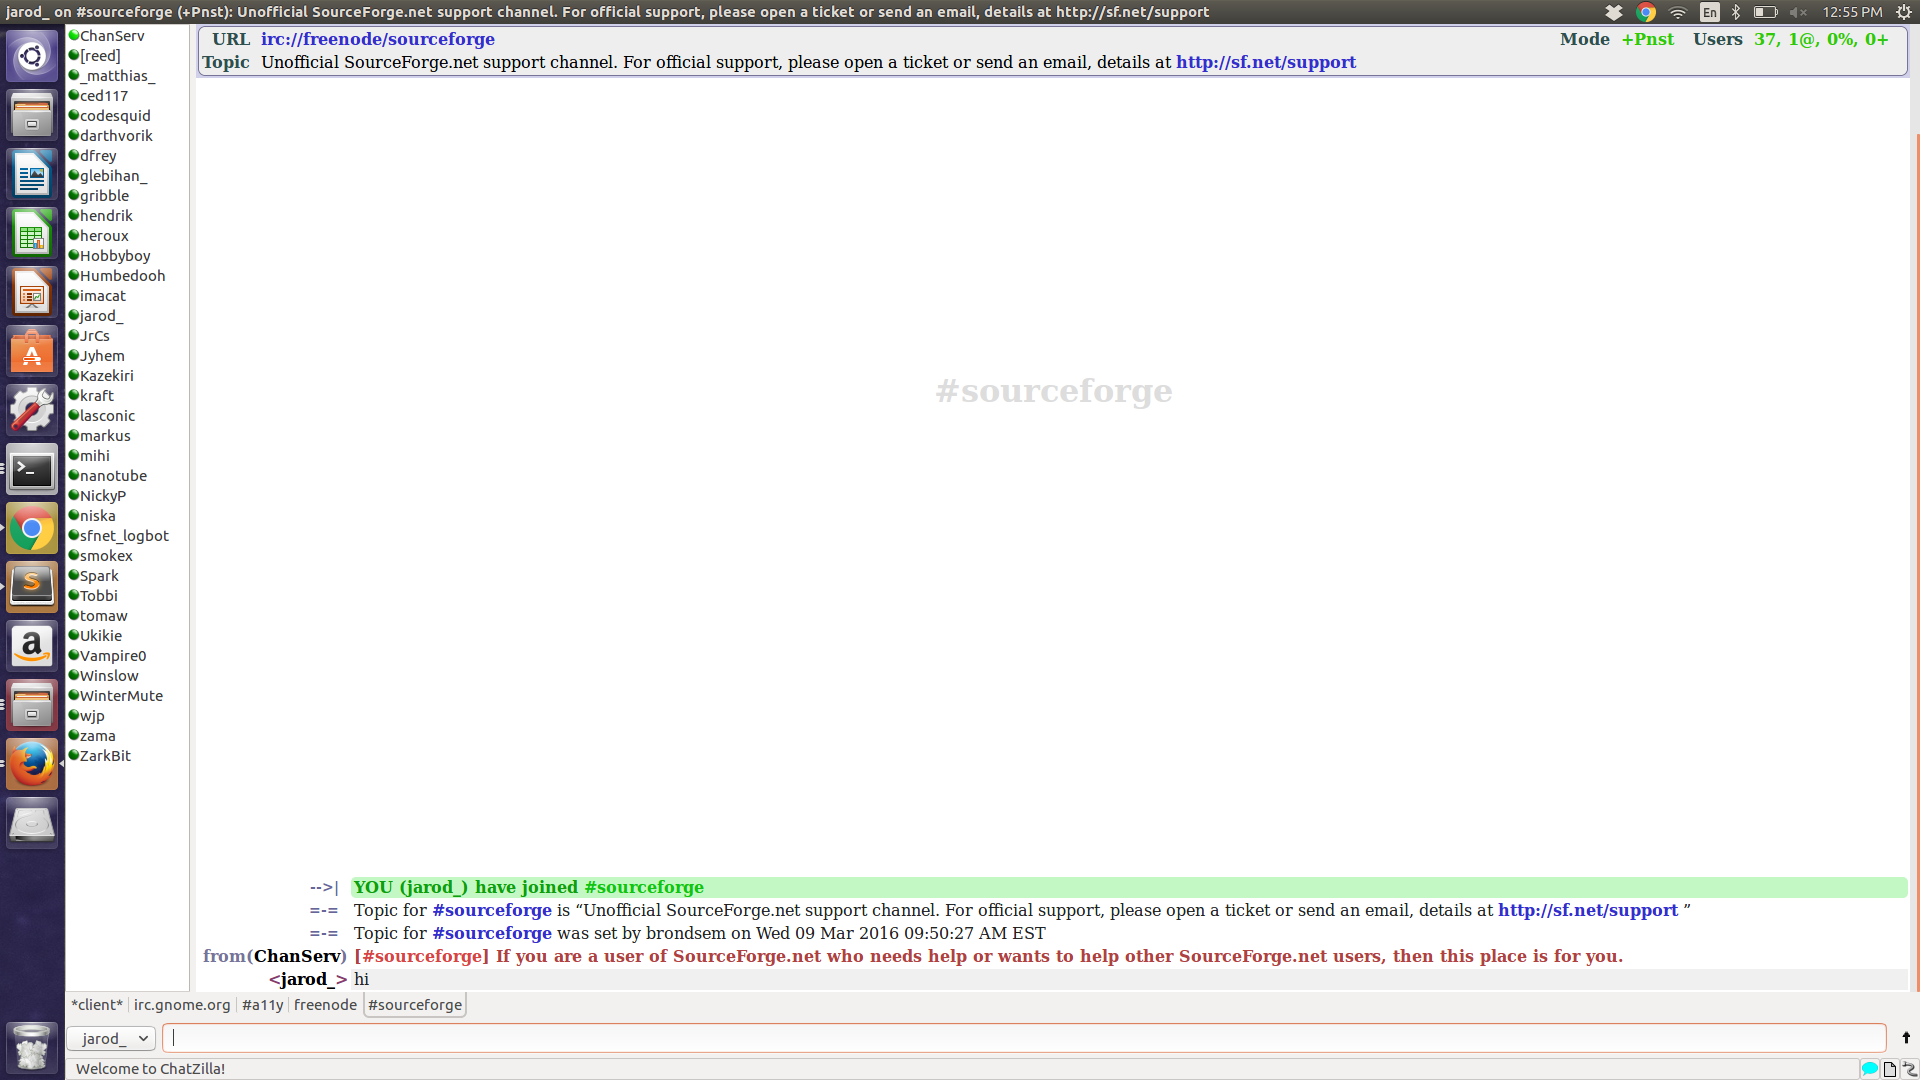 jarod_ on #sourceforge (+Pnst): Unofficial SourceForge.net support channel. For official support, please open a ticket or send an email, details at http://sf.net/support
En
12:55 PM
URL irc://freenode/sourceforge
Mode +Pnst Users 37, 1@, 0%, 0+
Topic Unofficial SourceForge.net support channel. For official support, please open a ticket or send an email, details at http://sf.net/support
ChanServ
[reed]
_matthias_
ced117
codesquid
darthvorik
dfrey
glebihan_
gribble
hendrik
heroux
Hobbyboy
Humbedooh
imacat
jarod_
JrCs
Jyhem
Kazekiri
kraft
lasconic
markus
mihi
nanotube
NickyP
niska
sfnet_logbot
smokex
Spark
Tobbi
tomaw
Ukikie
Vampire0
Winslow
WinterMute
wjp
zama
ZarkBit
#sourceforge
-->| YOU (jarod_) have joined #sourceforge
=-= Topic for #sourceforge is “Unofficial SourceForge.net support channel. For official support, please open a ticket or send an email, details at http://sf.net/support ”
=-= Topic for #sourceforge was set by brondsem on Wed 09 Mar 2016 09:50:27 AM EST
from(ChanServ) [#sourceforge] If you are a user of SourceForge.net who needs help or wants to help other SourceForge.net users, then this place is for you.
<jarod_> hi
*client* irc.gnome.org #a11y freenode #sourceforge
jarod_
Welcome to ChatZilla!